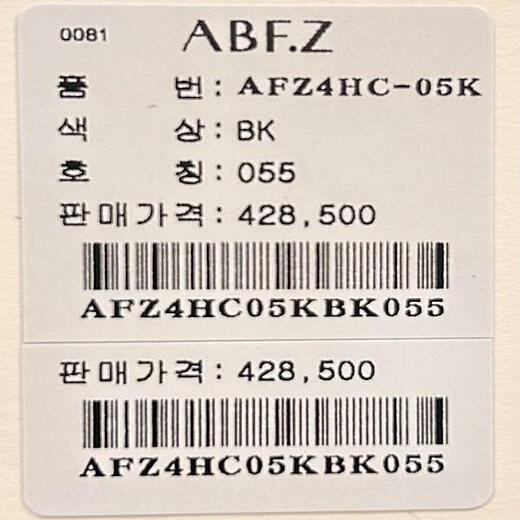 0081 ABF.Z
품 번 : AFZ4HC-05K
색 상 : BK
호 칭 : 055
판매가격 : 428,500
AFZ4HC05KBK055
판매가격 : 428,500
AFZ4HC05KBK055